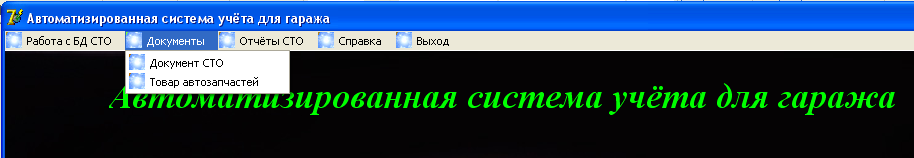 Автоматизированная система учёта для гаража
Работа с БД СТО Документы Отчёты СТО Справка Выход
Документ СТО
Товар автозапчастей
Автоматизированная система учёта для гаража